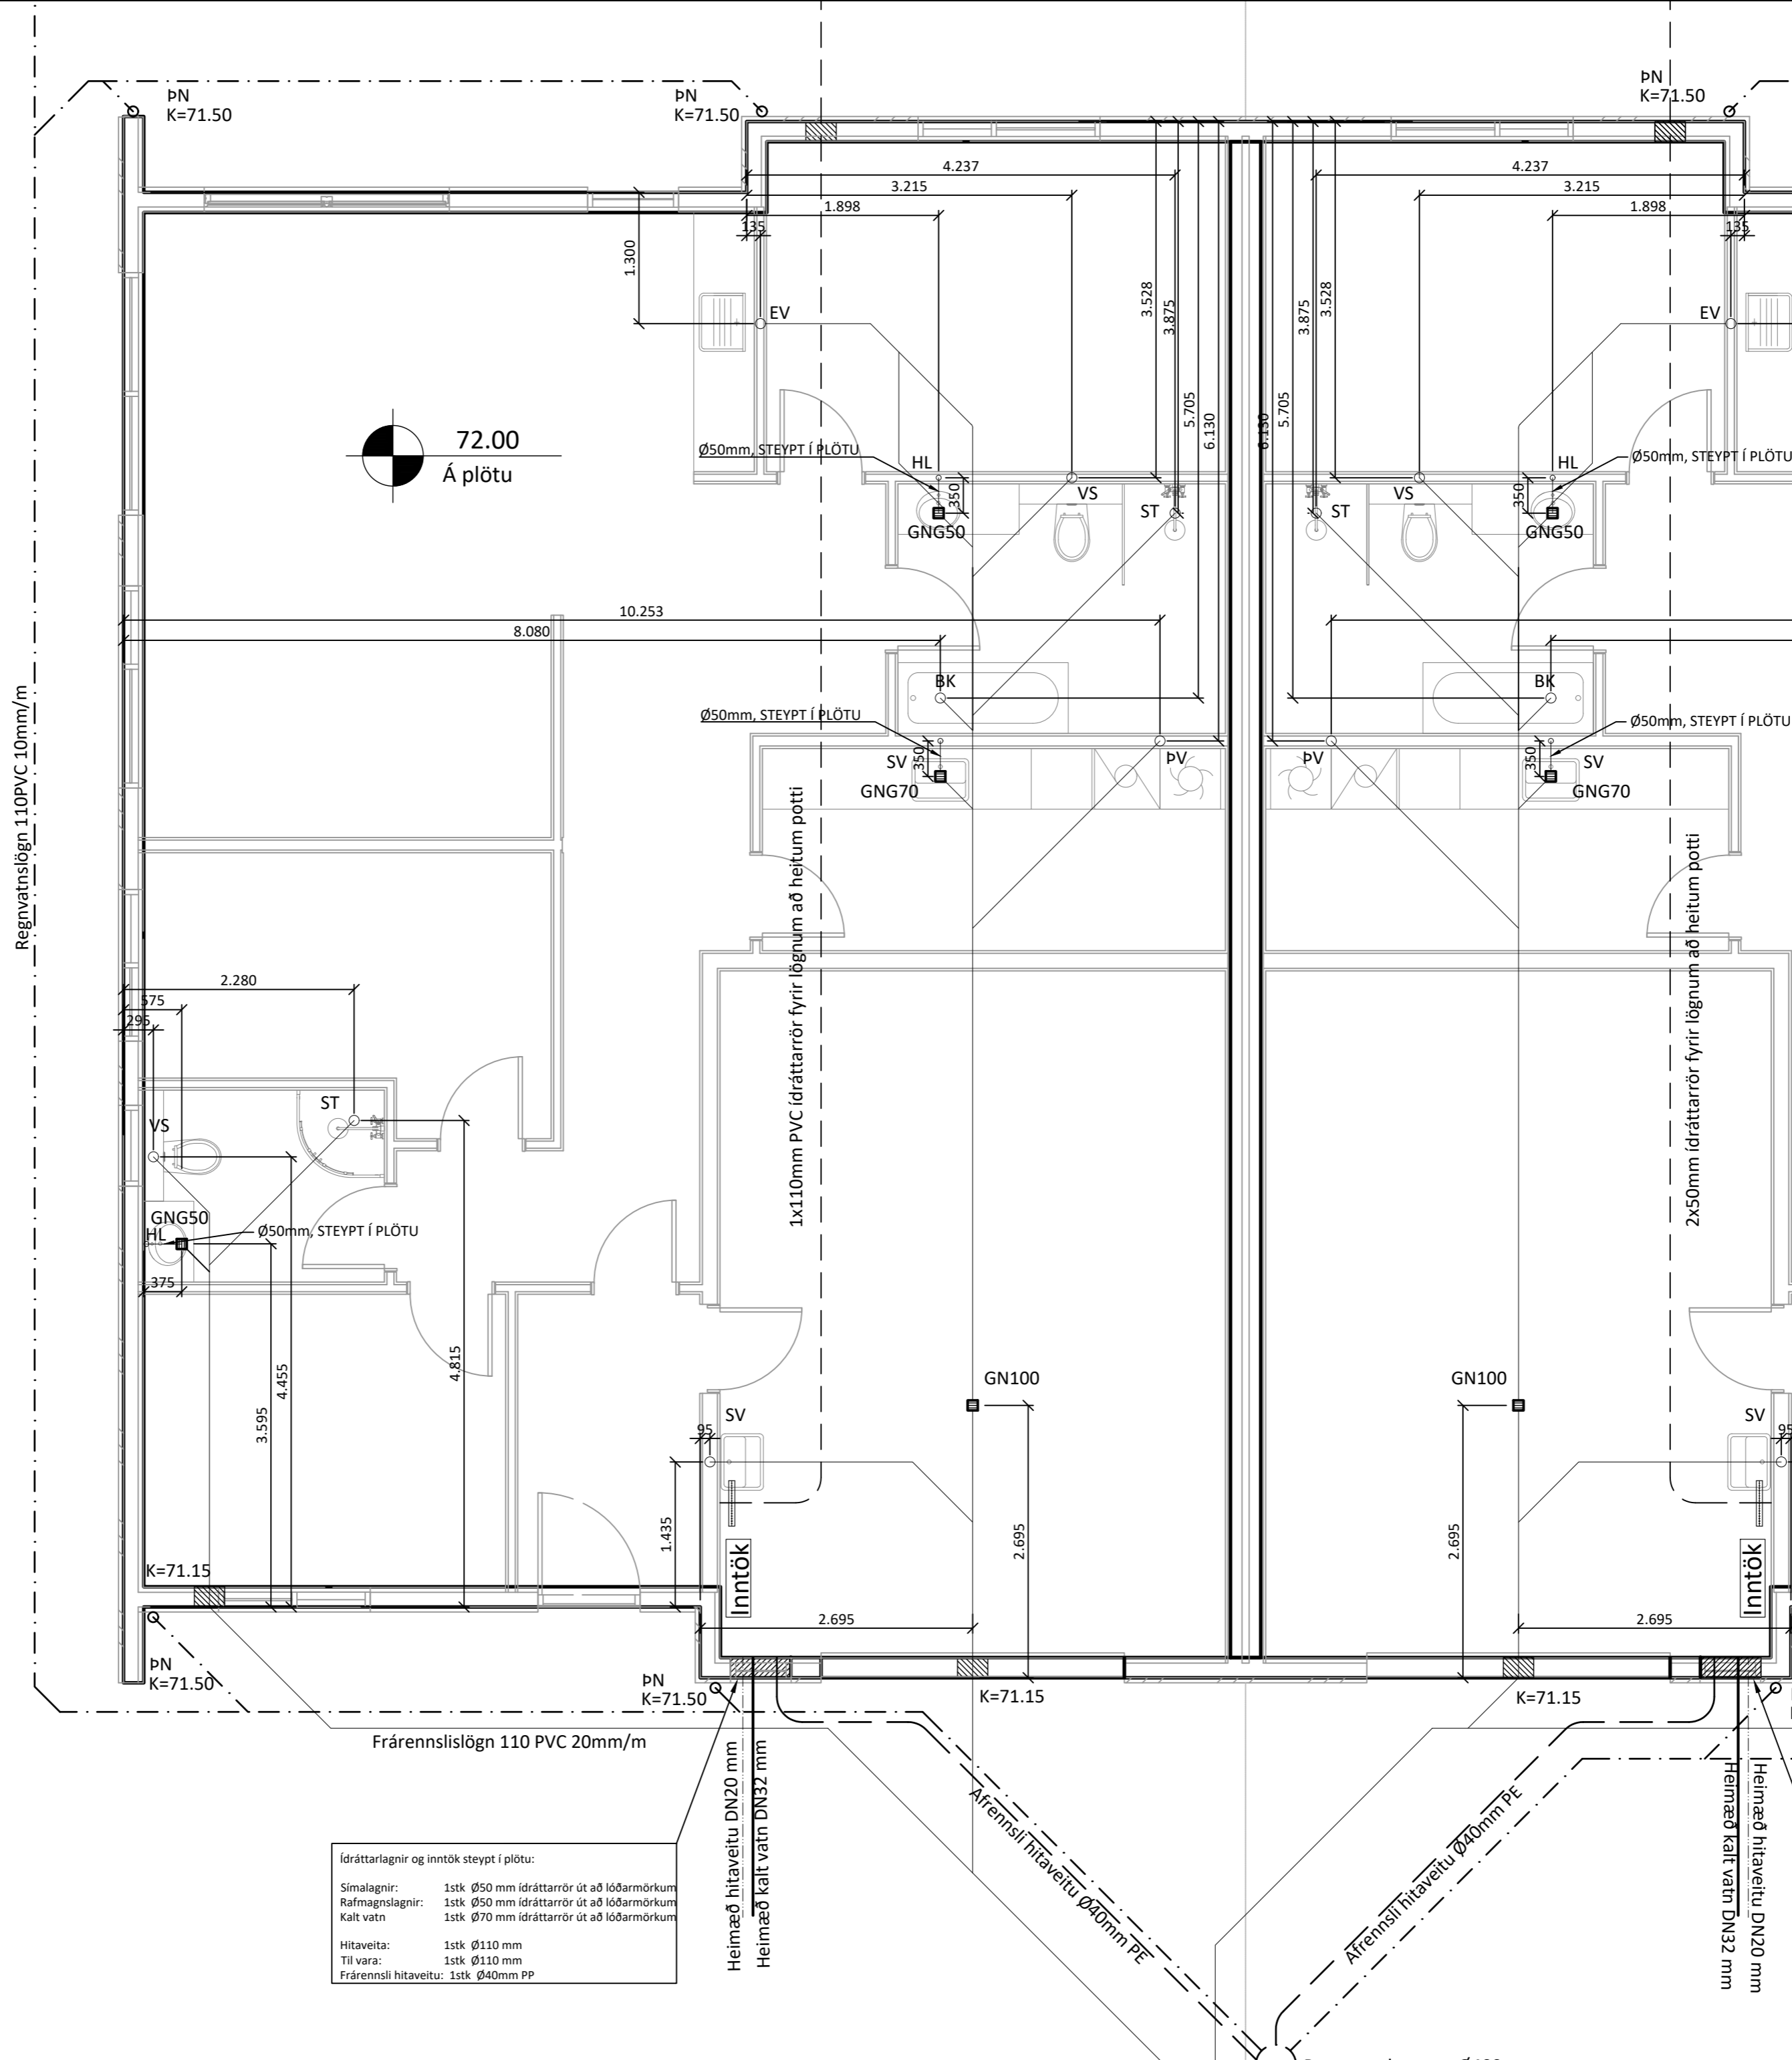 ÞN
K=71.50
ÞN
K=71.50
ÞN
K=71.50
4.237
3.215
1.898
135
4.237
3.215
1.898
135
1.300
3.528
3.875
5.705
6.130
3.528
3.875
5.705
6.130
EV
EV
72.00
Á plötu
Ø50mm, STEYPT Í PLÖTU
HL
350
VS
ST
GNG50
HL
Ø50mm, STEYPT Í PLÖTU
350
VS
ST
GNG50
10.253
8.080
BK
BK
Ø50mm, STEYPT Í PLÖTU
SV
350
GNG70
ÞV
ÞV
Ø50mm, STEYPT Í PLÖTU
SV
350
GNG70
Regnvatnslögn 110PVC 10mm/m
1x110mm PVC ídráttarrör fyrir lögnum að heitum potti
2x50mm ídráttarrör fyrir lögnum að heitum potti
2.280
575
295
VS
ST
GNG50
HL
Ø50mm, STEYPT Í PLÖTU
375
3.595
4.455
4.815
GN100
GN100
SV
95
SV
95
1.435
2.695
2.695
Inntök
Inntök
K=71.15
2.695
2.695
ÞN
K=71.50
ÞN
K=71.50
K=71.15
K=71.15
Frárennslislögn 110 PVC 20mm/m
Heimæð hitaveitu DN20 mm
Heimæð kalt vatn DN32 mm
Afrennsli hitaveitu Ø40mm PE
Afrennsli hitaveitu Ø40mm PE
Heimæð kalt vatn DN32 mm
Heimæð hitaveitu DN20 mm
Ídráttarlagnir og inntök steypt í plötu:
Símalagnir: 1stk Ø50 mm ídráttarrör út að lóðarmörkum
Rafmagnslagnir: 1stk Ø50 mm ídráttarrör út að lóðarmörkum
Kalt vatn 1stk Ø70 mm ídráttarrör út að lóðarmörkum
Hitaveita: 1stk Ø110 mm
Til vara: 1stk Ø110 mm
Frárennsli hitaveitu: 1stk Ø40mm PP